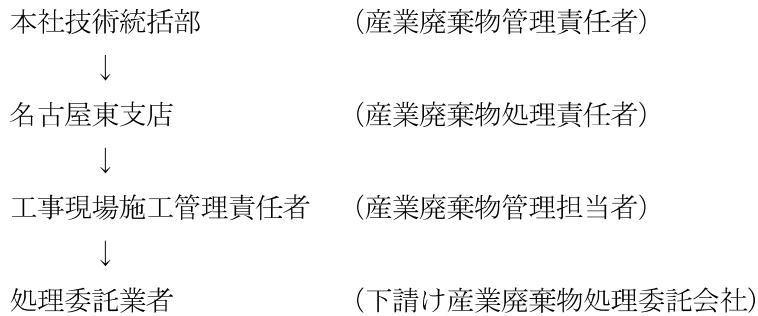 本社技術統括部 （産業廃棄物管理責任者）
↓
名古屋東支店 （産業廃棄物処理責任者）
↓
工事現場施工管理責任者 （産業廃棄物管理担当者）
↓
処理委託業者 （下請け産業廃棄物処理委託会社）